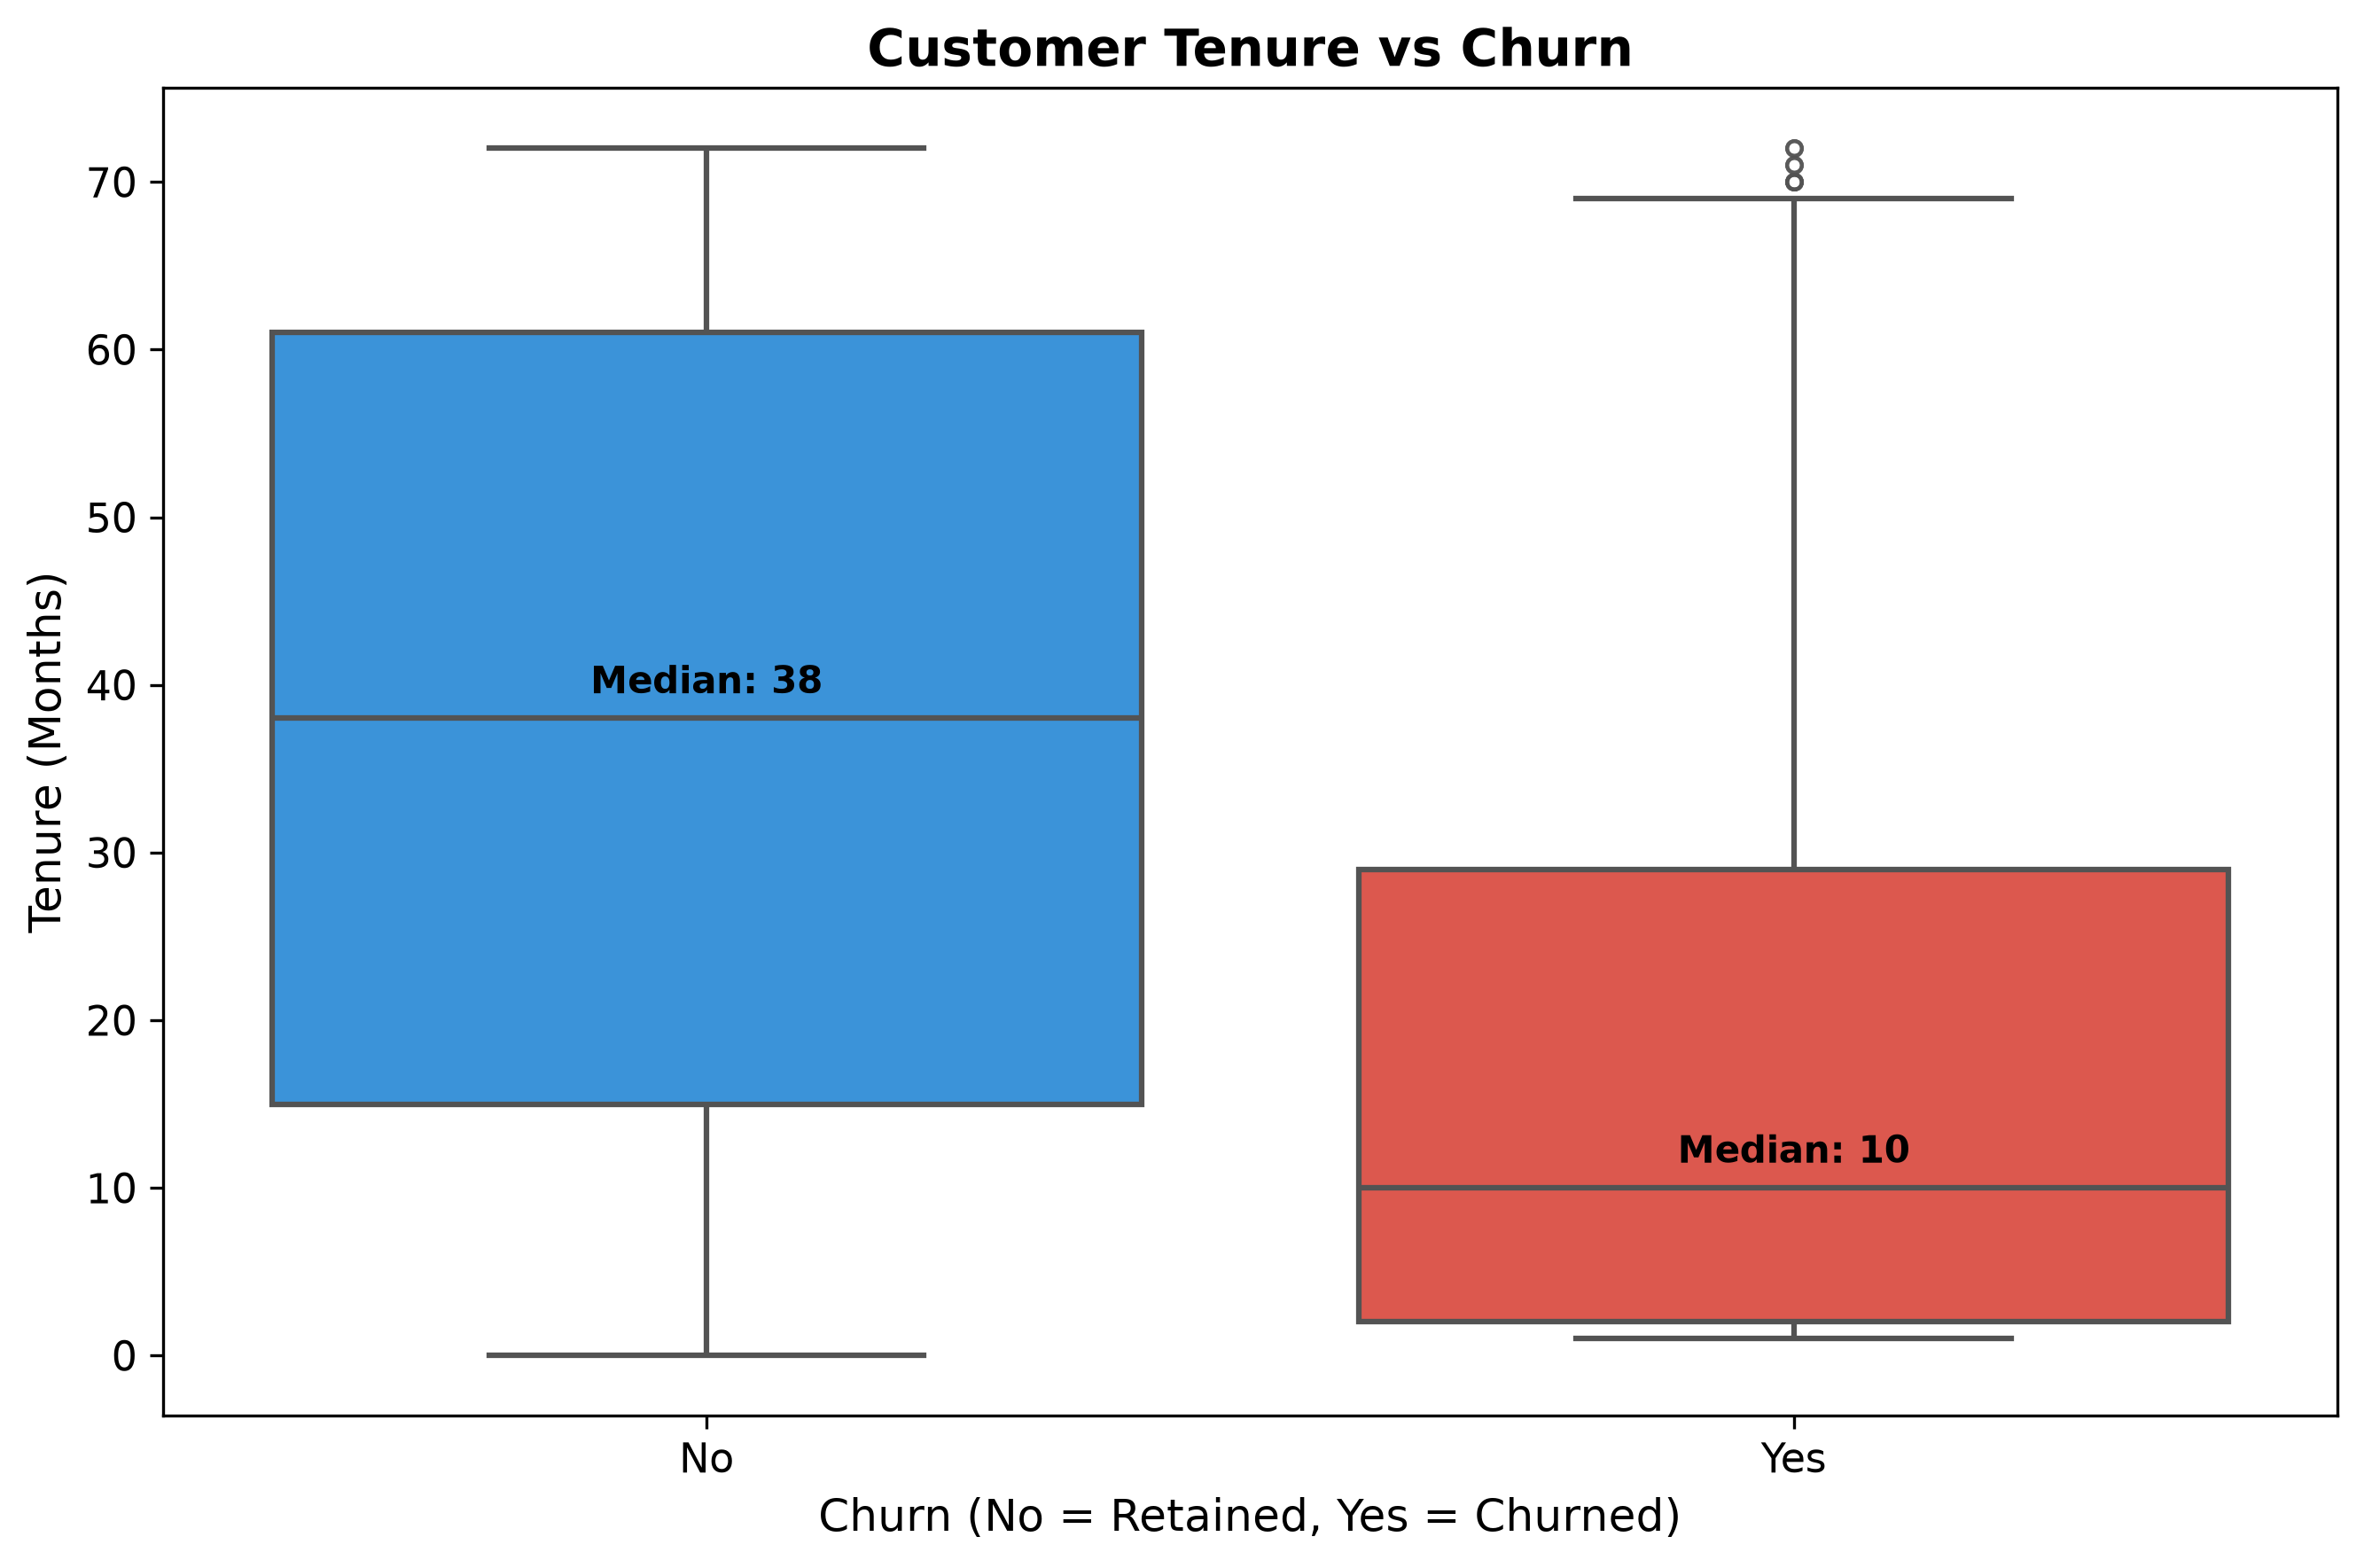 Customer Tenure vs Churn
Tenure (Months)
70
60
50
40
30
20
10
0
Median: 38
Median: 10
No
Yes
Churn (No = Retained, Yes = Churned)